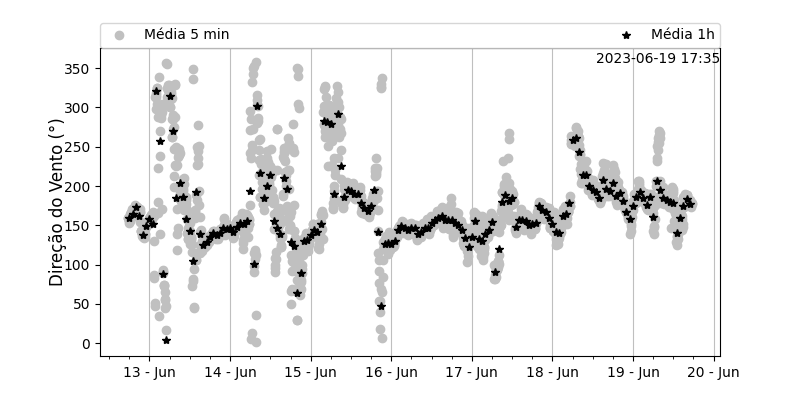 Média 5 min
Média 1h
2023-06-19 17:35
Direção do Vento (°)
350
300
250
200
150
100
50
0
13 - Jun
14 - Jun
15 - Jun
16 - Jun
17 - Jun
18 - Jun
19 - Jun
20 - Jun